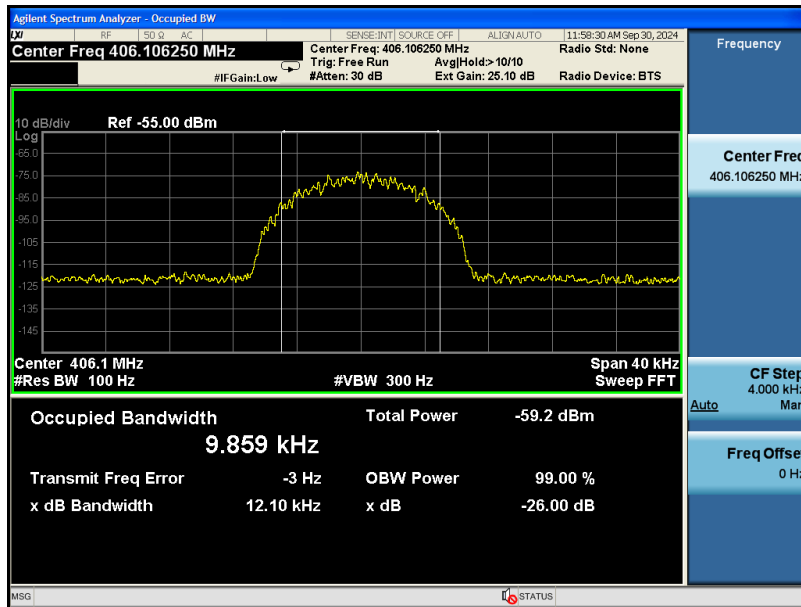 Agilent Spectrum Analyzer - Occupied BW
LXI RF 50 Ω AC SENSE:INT SOURCE OFF ALIGN AUTO 11:58:30 AM Sep 30, 2024
Center Freq 406.106250 MHz
Center Freq: 406.106250 MHz Radio Std: None
Trig: Free Run Avg|Hold:>10/10
#IFGain:Low #Atten: 30 dB Ext Gain: 25.10 dB Radio Device: BTS
10 dB/div Ref -55.00 dBm
Log
-65.0
-75.0
-85.0
-95.0
-105
-115
-125
-135
-145
Center 406.1 MHz Span 40 kHz
#Res BW 100 Hz #VBW 300 Hz Sweep FFT
Occupied Bandwidth Total Power -59.2 dBm
9.859 kHz
Transmit Freq Error -3 Hz OBW Power 99.00 %
x dB Bandwidth 12.10 kHz x dB -26.00 dB
MSG STATUS
Frequency
Center Freq
406.106250 MHz
CF Step
4.000 kHz
Auto Man
Freq Offset
0 Hz